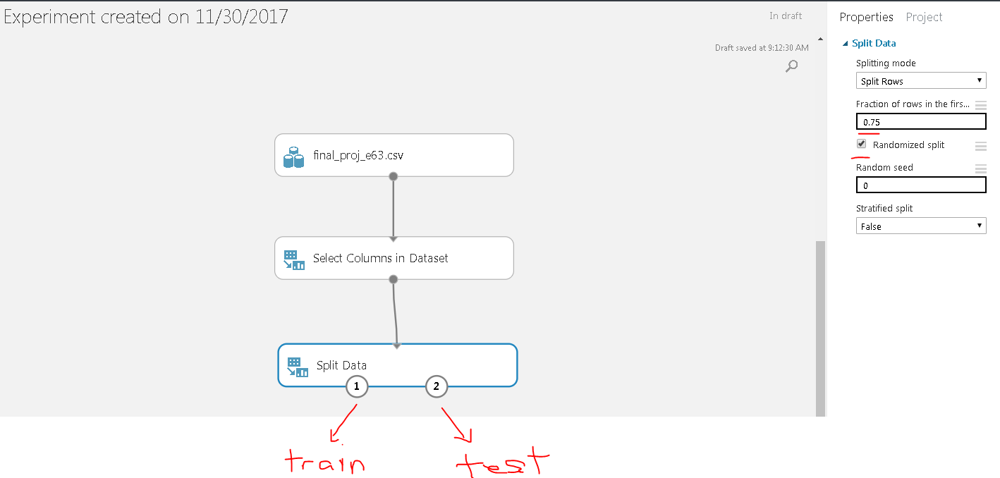 Experiment created on 11/30/2017
In draft
Draft saved at 9:12:30 AM
final_proj_e63.csv
Select Columns in Dataset
Split Data
1 2
train test
Properties Project
Split Data
Splitting mode
Split Rows
Fraction of rows in the firs...
0.75
Randomized split
Random seed
0
Stratified split
False